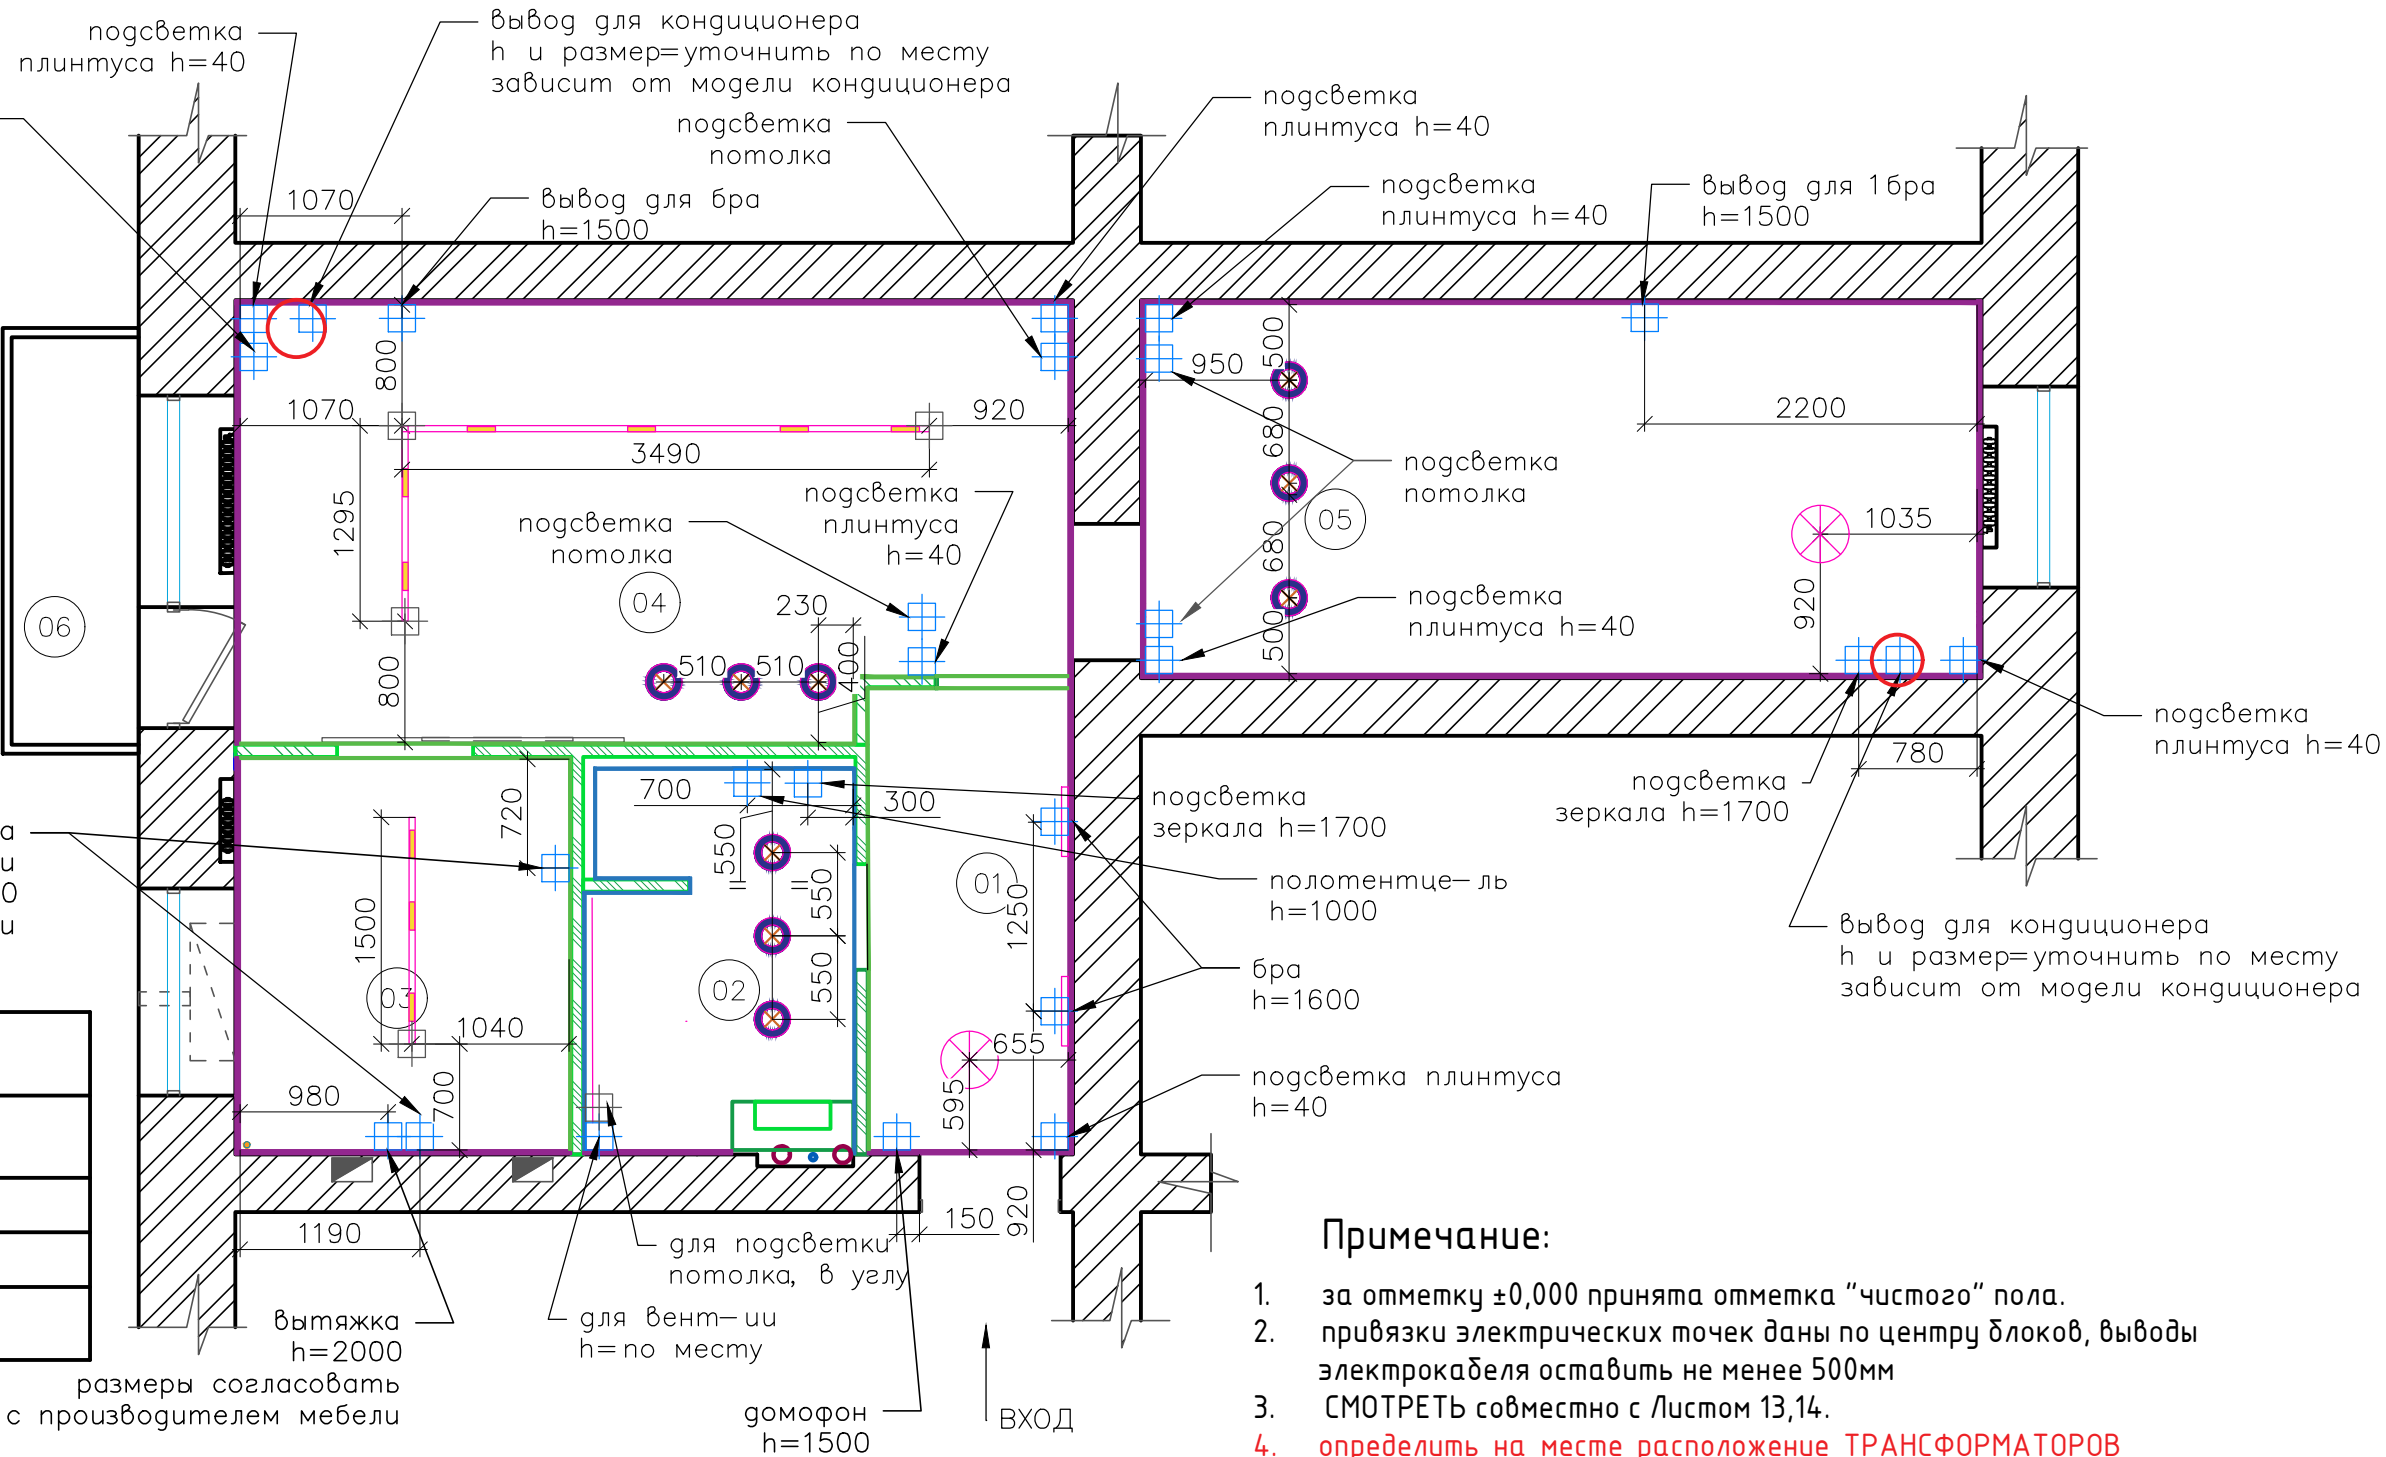 подсветка
плинтуса h=40
вывод для кондиционера
h и размер=уточнить по месту
зависит от модели кондиционера
подсветка
потолка
подсветка
плинтуса h=40
1070
вывод для бра
h=1500
подсветка
плинтуса h=40
вывод для 1бра
h=1500
800
500
950
1070
920
680
2200
3490
подсветка
потолка
1295
подсветка
плинтуса
h=40
подсветка
потолка
05
1035
680
04
230
подсветка
плинтуса h=40
920
06
500
510
510
400
800
подсветка
плинтуса h=40
780
700
300
720
550
подсветка
зеркала h=1700
подсветка
зеркала h=1700
а
и
0
и
01
550
полотентце-ль
h=1000
1500
1250
вывод для кондиционера
h и размер=уточнить по месту
зависит от модели кондиционера
03
02
550
бра
h=1600
1040
655
980
700
595
подсветка плинтуса
h=40
1190
150
920
для подсветки
потолка, в углу
вытяжка
h=2000
размеры согласовать
с производителем мебели
для вент-ии
h=по месту
домофон
h=1500
ВХОД
Примечание:
1. за отметку ±0,000 принята отметка "чистого" пола.
2. привязки электрических точек даны по центру блоков, выводы
электрокабеля оставить не менее 500мм
3. СМОТРЕТЬ совместно с Листом 13,14.
4. определить на месте расположение ТРАНСФОРМАТОРОВ